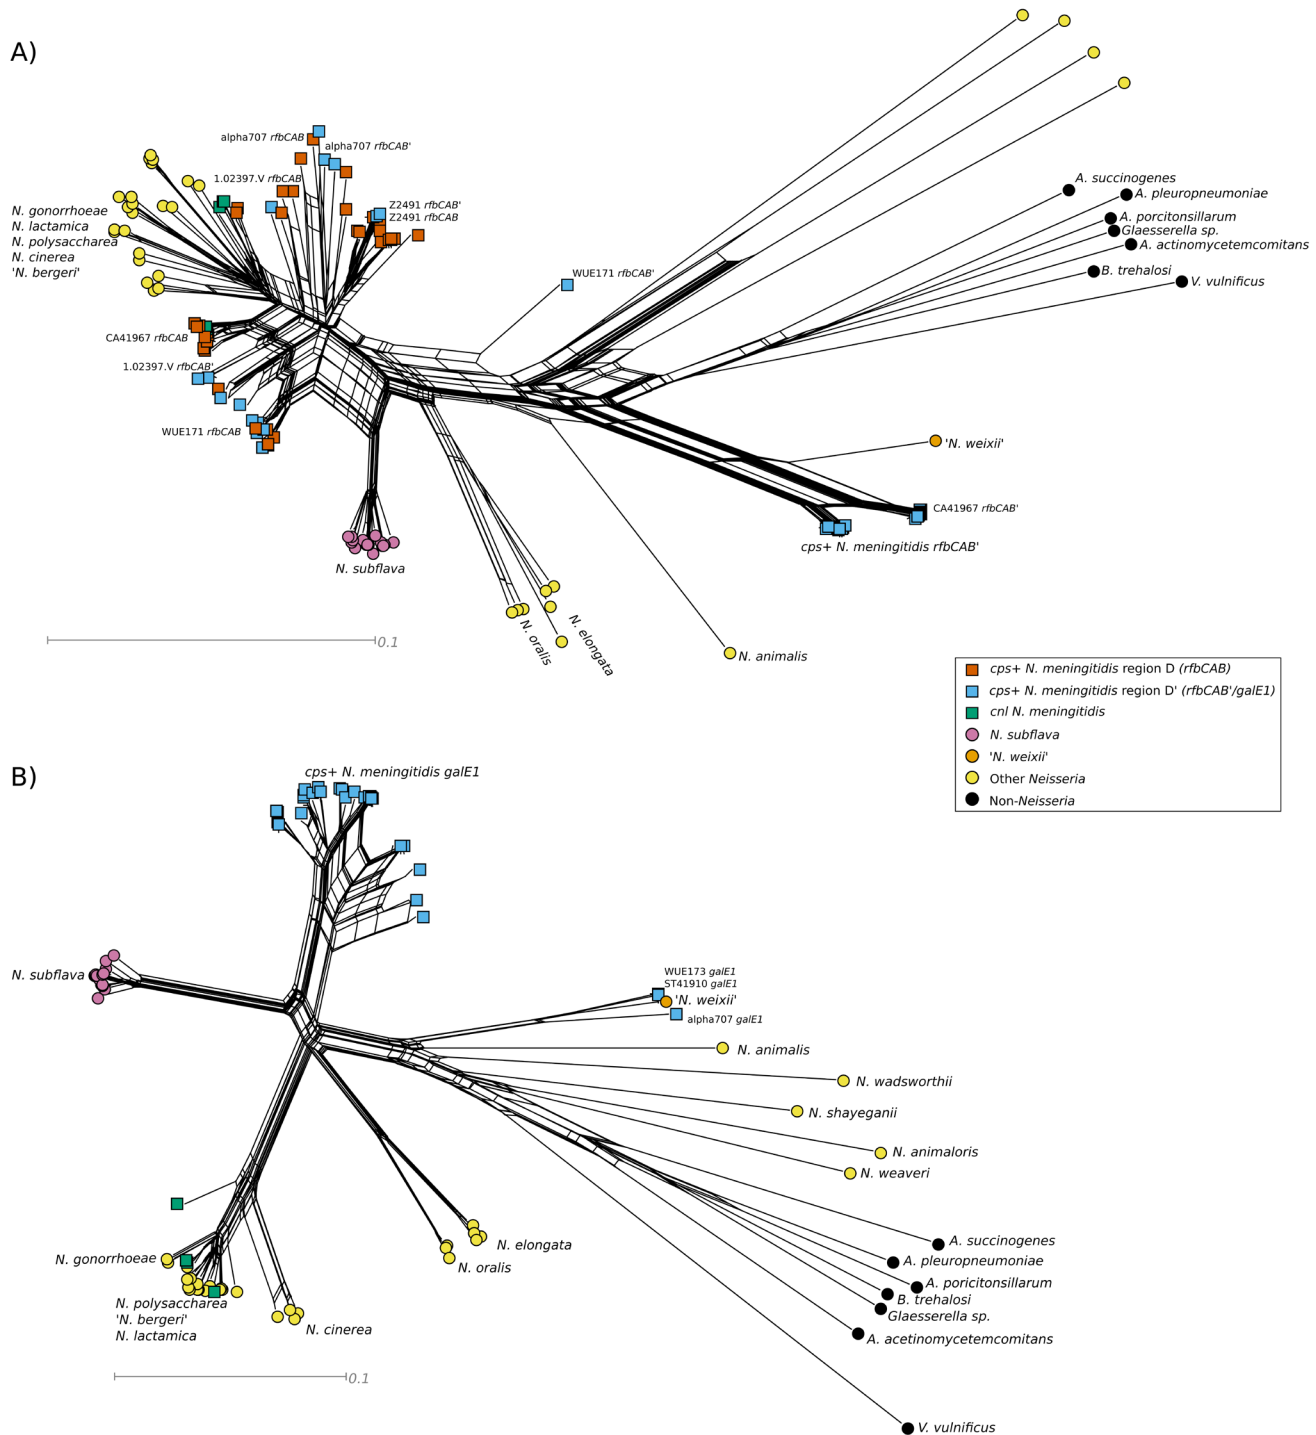 A)
alpha707 rfbCAB
alpha707 rfbCAB'
1.02397.V rfbCAB
Z2491 rfbCAB'
Z2491 rfbCAB
N. gonorrhoeae
N. lactamica
N. polysaccharea
N. cinerea
'N. bergeri'
A. succinogenes
A. pleuropneumoniae
A. porcitonsillarum
Glaesserella sp.
A. actinomycetemcomitans
B. trehalosi
V. vulnificus
WUE171 rfbCAB'
CA41967 rfbCAB
1.02397.V rfbCAB'
WUE171 rfbCAB
'N. weixii'
CA41967 rfbCAB'
cps+ N. meningitidis rfbCAB'
N. subflava
N. oralis
N. elongata
N. animalis
0.1
cps+ N. meningitidis region D (rfbCAB)
cps+ N. meningitidis region D' (rfbCAB'/galE1)
cnl N. meningitidis
N. subflava
'N. weixii'
Other Neisseria
Non-Neisseria
B)
cps+ N. meningitidis galE1
N. subflava
WUE173 galE1
ST41910 galE1
'N. weixii'
alpha707 galE1
N. animalis
N. wadsworthii
N. shayeganii
N. animaloris
N. weaveri
N. gonorrhoeae
N. elongata
N. oralis
A. succinogenes
A. pleuropneumoniae
A. poricitonsillarum
B. trehalosi
Glaesserella sp.
A. acetinomycetemcomitans
N. polysaccharea
'N. bergeri'
N. lactamica
N. cinerea
0.1
V. vulnificus